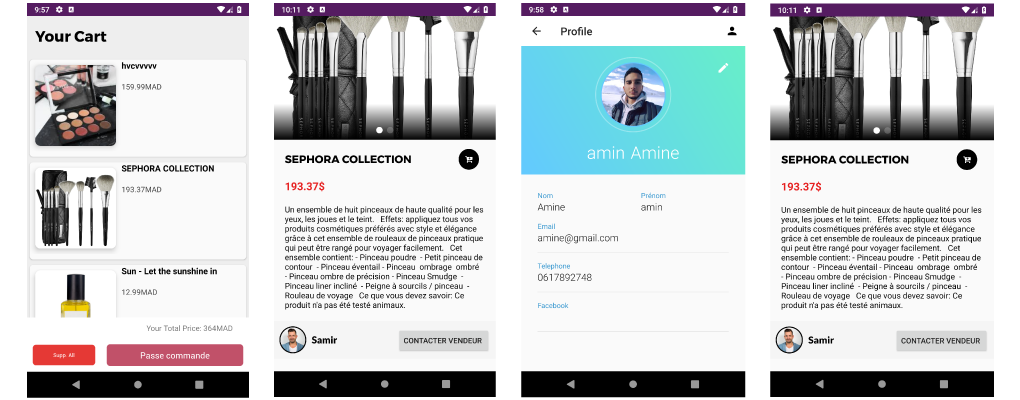 9:57
Your Cart
hvcvvvvv
159.99MAD
SEPHORA COLLECTION
193.37MAD
Sun - Let the sunshine in
12.99MAD
Your Total Price: 364MAD
Supp. All
Passe commande
10:11
SEPHORA COLLECTION
193.37$
Un ensemble de huit pinceaux de haute qualité pour les
yeux, les joues et le teint.   Effets: appliquez tous vos
produits cosmétiques préférés avec style et élégance
grâce à cet ensemble de rouleaux de pinceaux pratique
qui peut être rangé pour voyager facilement.   Cet
ensemble contient: - Pinceau poudre  - Petit pinceau de
contour  - Pinceau éventail - Pinceau  ombrage  ombré
- Pinceau ombre de précision - Pinceau Smudge  -
Pinceau liner incliné  - Peigne à sourcils / pinceau  -
Rouleau de voyage   Ce que vous devez savoir: Ce
produit n'a pas été testé animaux.
Samir
CONTACTER VENDEUR
9:58
Profile
amin Amine
Nom
Prénom
Amine
amin
Email
amine@gmail.com
Telephone
0617892748
Facebook
10:11
SEPHORA COLLECTION
193.37$
Un ensemble de huit pinceaux de haute qualité pour les
yeux, les joues et le teint.   Effets: appliquez tous vos
produits cosmétiques préférés avec style et élégance
grâce à cet ensemble de rouleaux de pinceaux pratique
qui peut être rangé pour voyager facilement.   Cet
ensemble contient: - Pinceau poudre  - Petit pinceau de
contour  - Pinceau éventail - Pinceau  ombrage  ombré
- Pinceau ombre de précision - Pinceau Smudge  -
Pinceau liner incliné  - Peigne à sourcils / pinceau  -
Rouleau de voyage   Ce que vous devez savoir: Ce
produit n'a pas été testé animaux.
Samir
CONTACTER VENDEUR